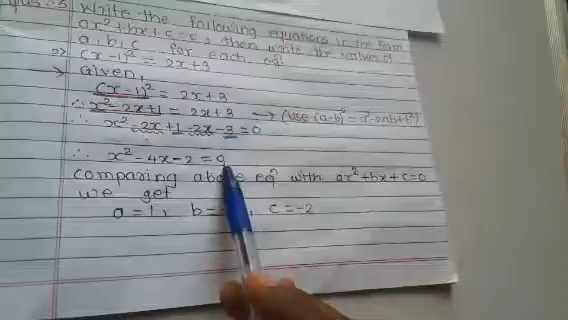 Ques:-3 Write the following equations in the form
ax²+bx+c=0, then write the values of
a, b, c for each eqⁿ
2) (x-1)² = 2x+3
→ Given,
(x-1)² = 2x+3
∴ x²-2x+1 = 2x+3 → (use (a-b)² = a²-2ab+b²)
∴ x²-2x+1-2x-3=0
∴ x²-4x-2=0
comparing above eqⁿ with ax²+bx+c=0
we get
a=1, b= , c=-2